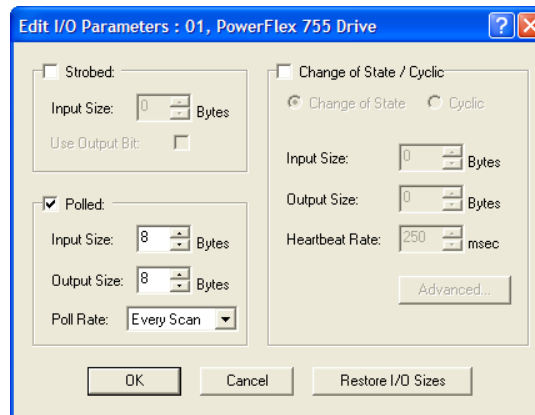 Edit I/O Parameters : 01, PowerFlex 755 Drive
Strobed:
Input Size: 0 Bytes
Use Output Bit:
Polled:
Input Size: 8 Bytes
Output Size: 8 Bytes
Poll Rate: Every Scan
Change of State / Cyclic
Change of State Cyclic
Input Size: 0 Bytes
Output Size: 0 Bytes
Heartbeat Rate: 250 msec
Advanced...
OK Cancel Restore I/O Sizes